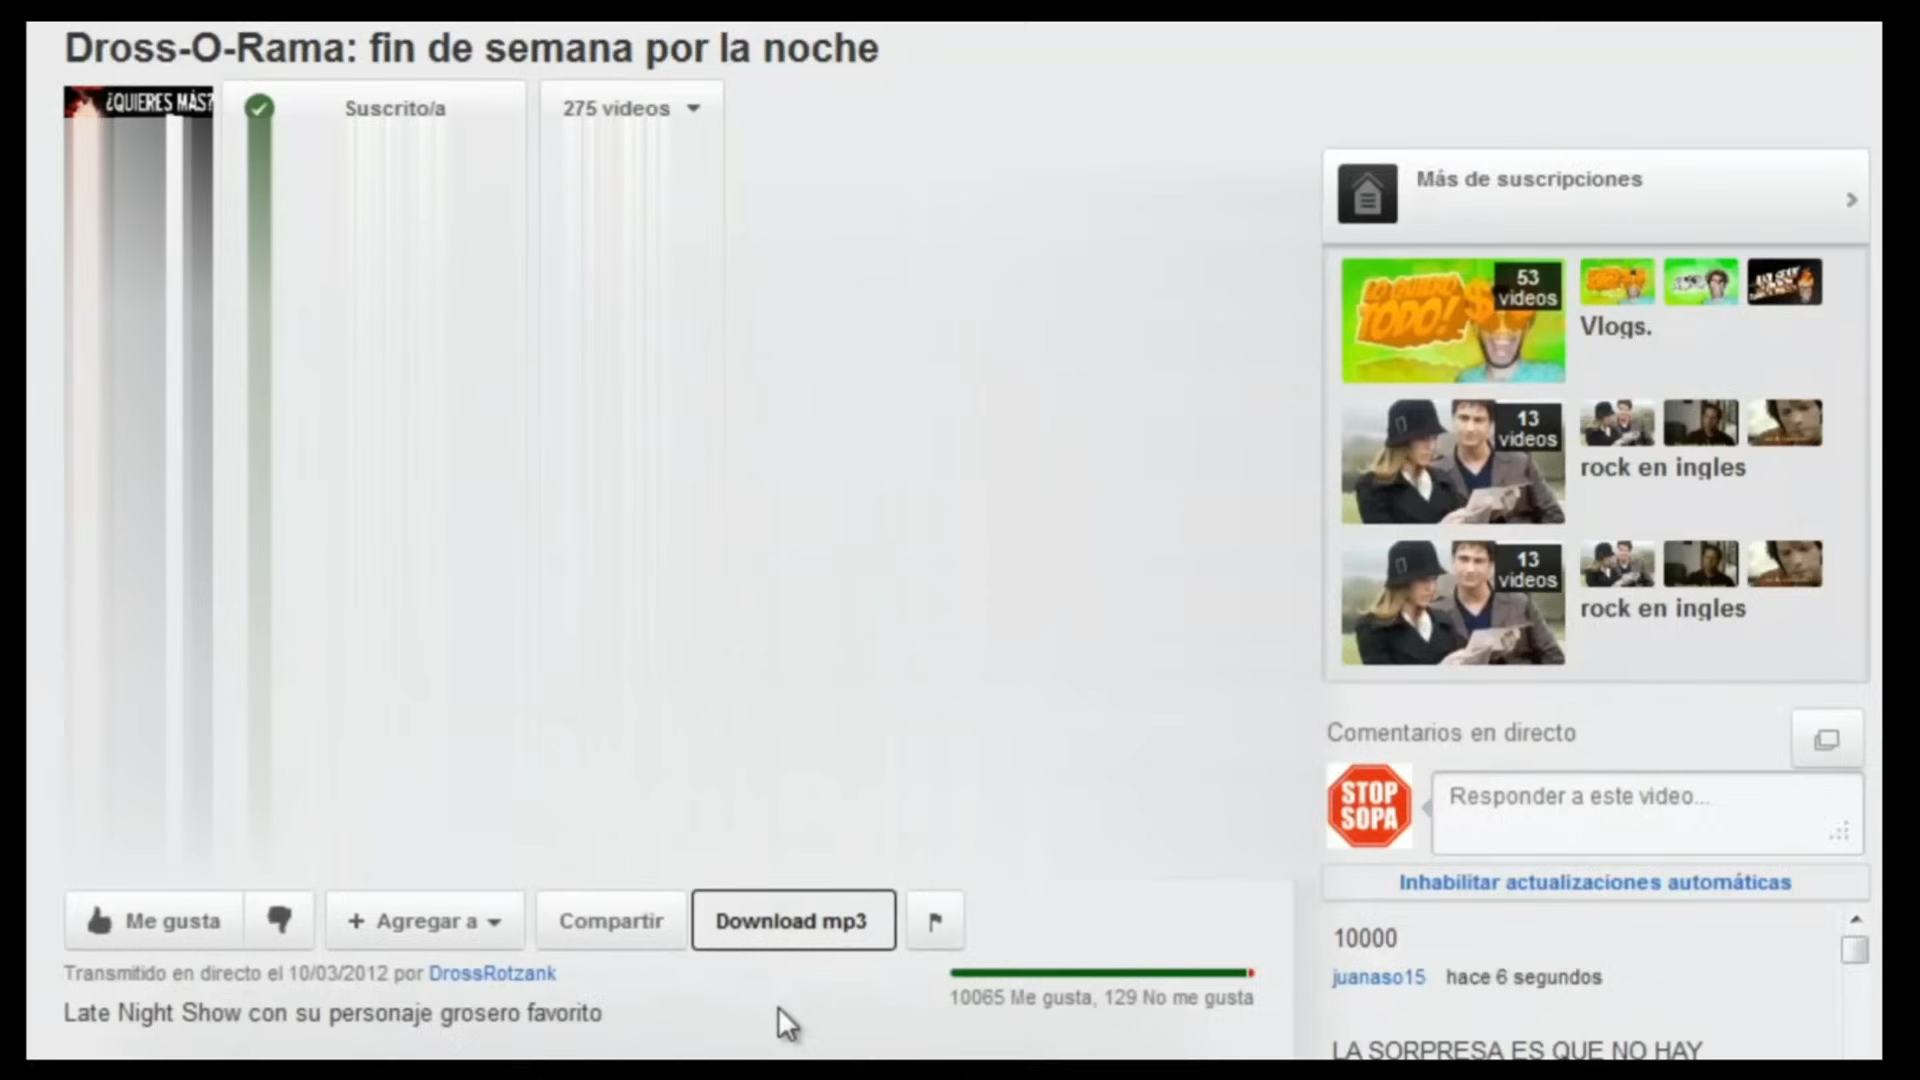 Dross-O-Rama: fin de semana por la noche
¿QUIERES MÁS?
Suscrito/a
275 videos
Más de suscripciones
LO QUIERO
TODO! $
53
videos
Vlogs.
13
videos
rock en ingles
13
videos
rock en ingles
Comentarios en directo
STOP
SOPA
Responder a este video...
Inhabilitar actualizaciones automáticas
10000
juanaso15 hace 6 segundos
LA SORPRESA ES QUE NO HAY
Me gusta
+ Agregar a
Compartir
Download mp3
Transmitido en directo el 10/03/2012 por DrossRotzank
10065 Me gusta, 129 No me gusta
Late Night Show con su personaje grosero favorito